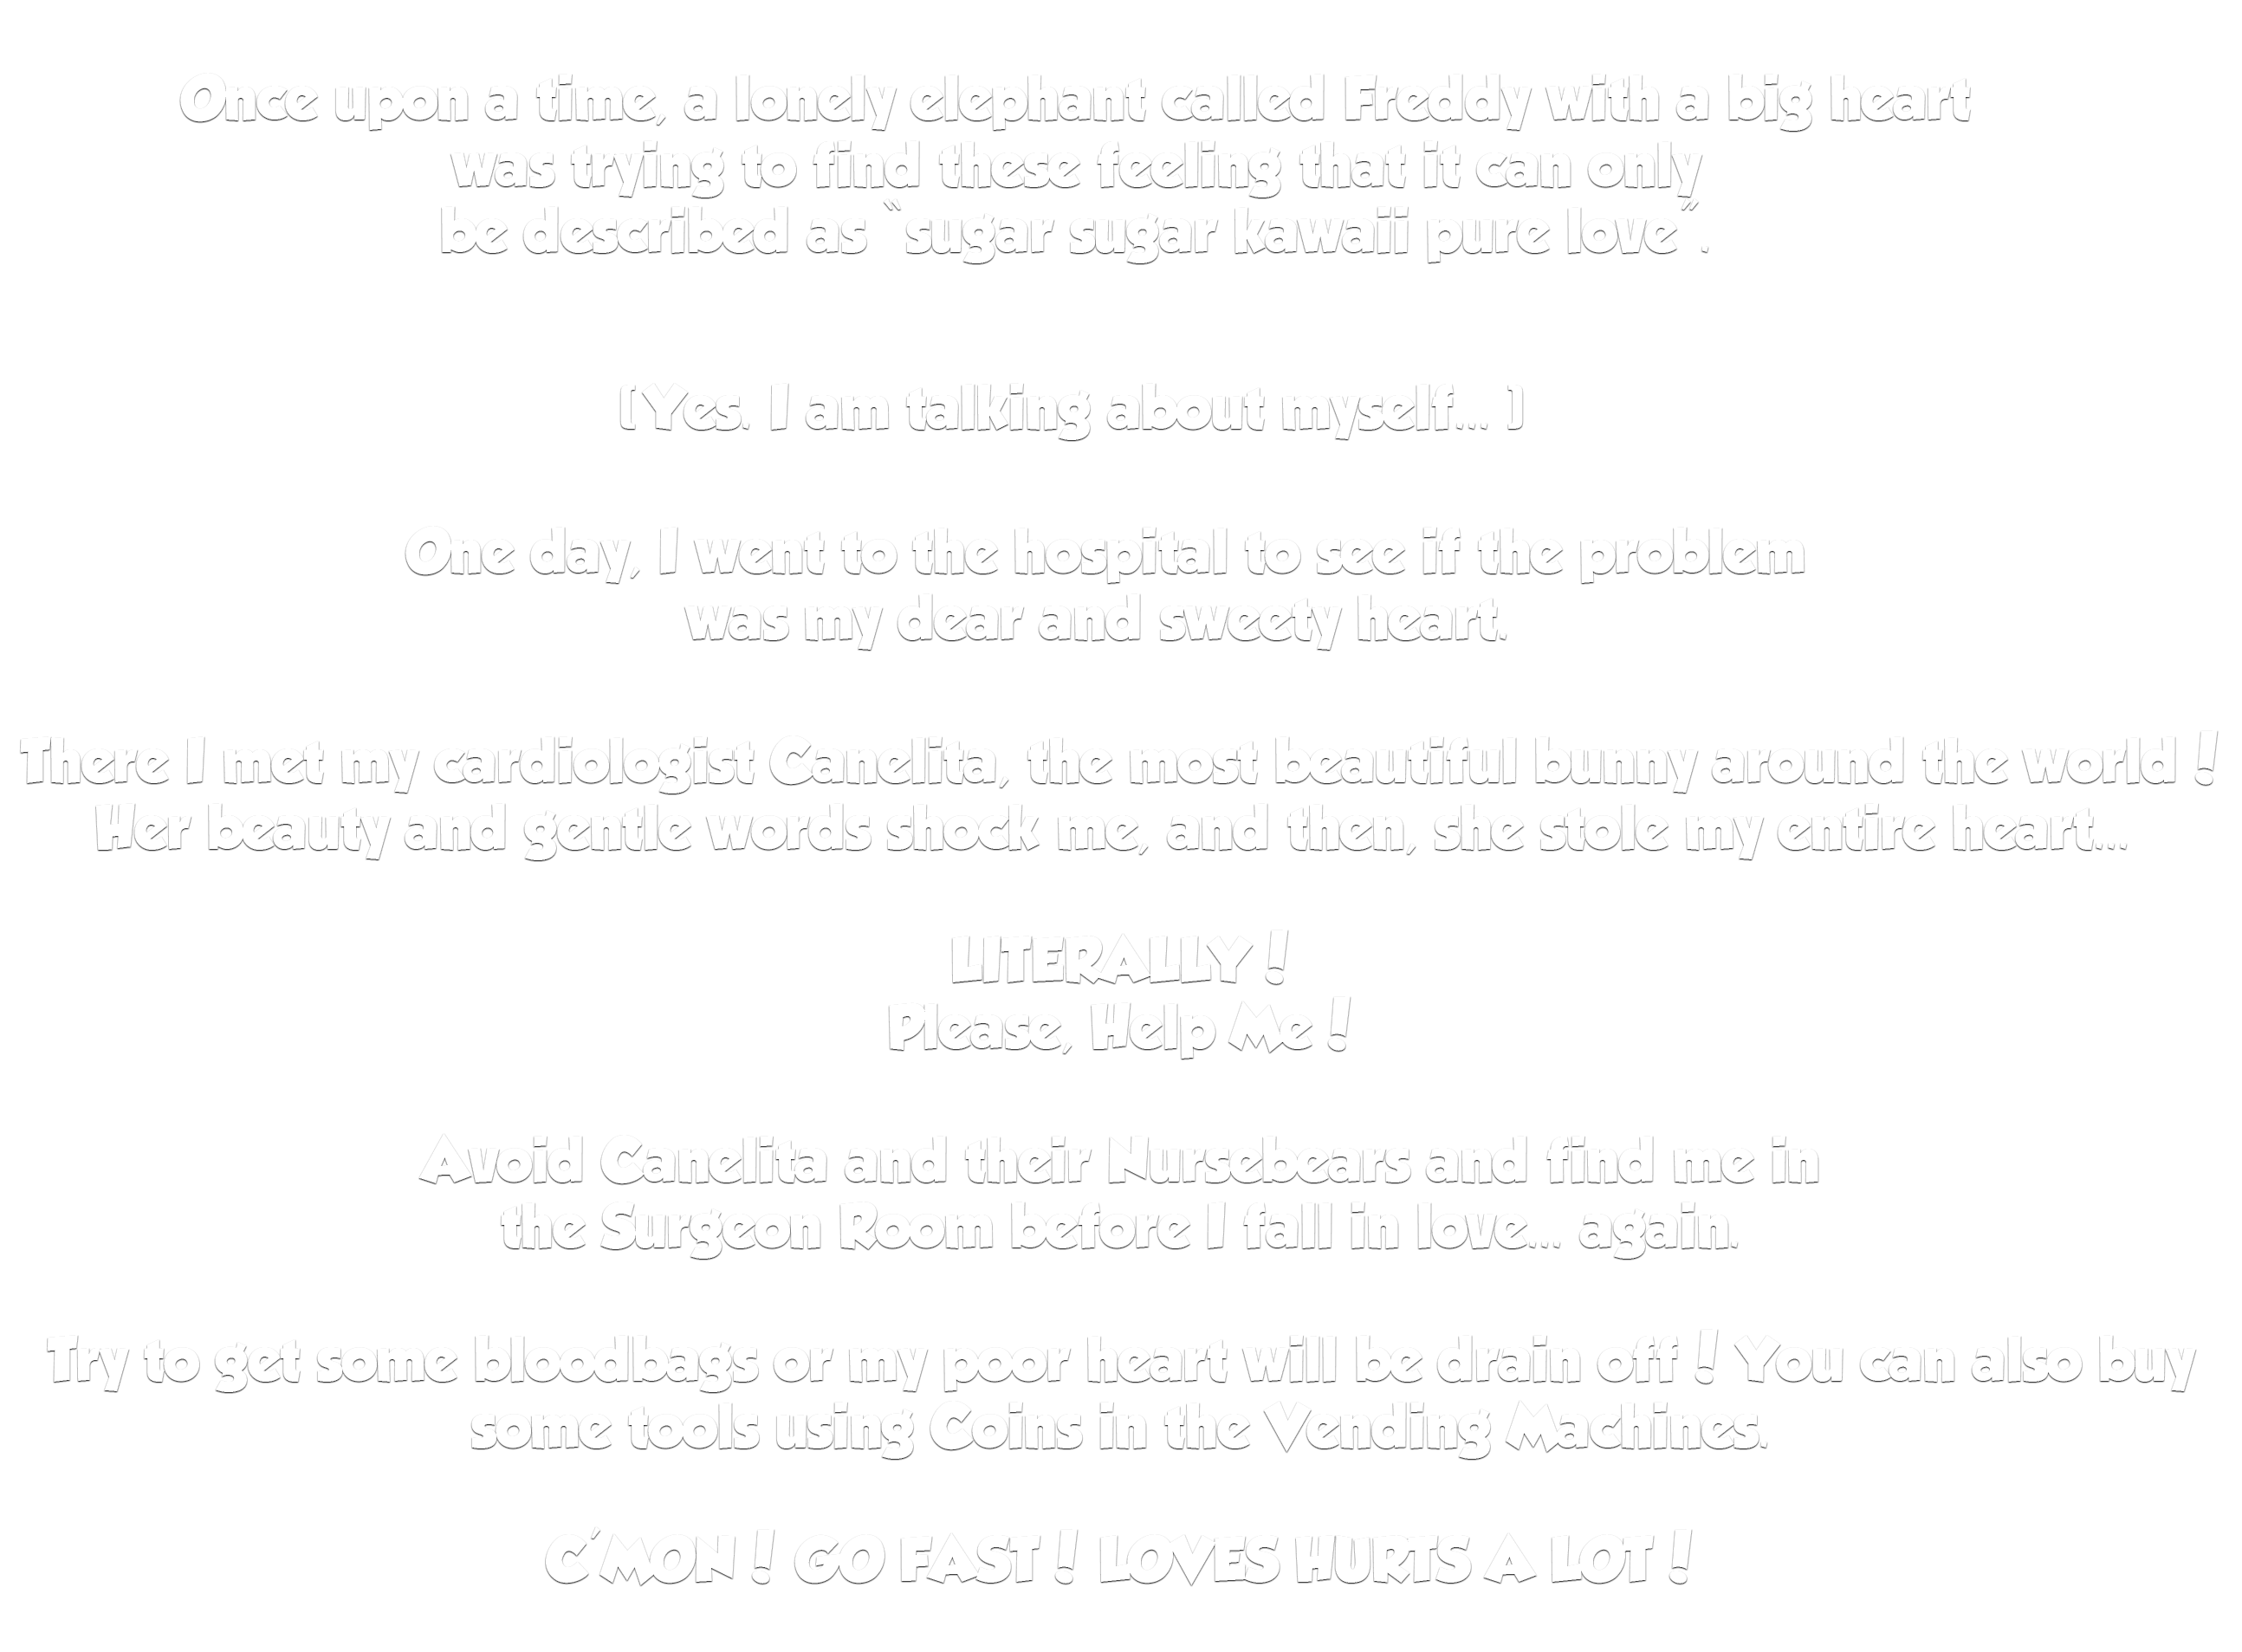 Once upon a time, a lonely elephant called Freddy with a big heart
was trying to find these feeling that it can only
be described as "sugar sugar kawaii pure love".
(Yes. I am talking about myself... )
One day, I went to the hospital to see if the problem
was my dear and sweety heart.
There I met my cardiologist Canelita, the most beautiful bunny around the world !
Her beauty and gentle words shock me, and then, she stole my entire heart...
LITERALLY !
Please, Help Me !
Avoid Canelita and their Nursebears and find me in
the Surgeon Room before I fall in love... again.
Try to get some bloodbags or my poor heart will be drain off ! You can also buy
some tools using Coins in the Vending Machines.
C'MON ! GO FAST ! LOVES HURTS A LOT !